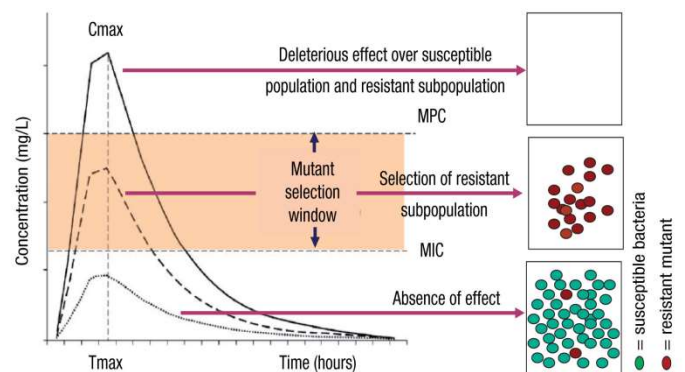 Cmax
Deleterious effect over susceptible
population and resistant subpopulation
MPC
Concentration (mg/L)
Mutant
selection
window
Selection of resistant
subpopulation
MIC
Absence of effect
Tmax
Time (hours)
= susceptible bacteria
= resistant mutant